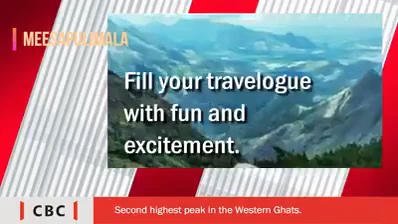 MEESAPULIMALA
Fill your travelogue
with fun and
excitement.
CBC
Second highest peak in the Western Ghats.